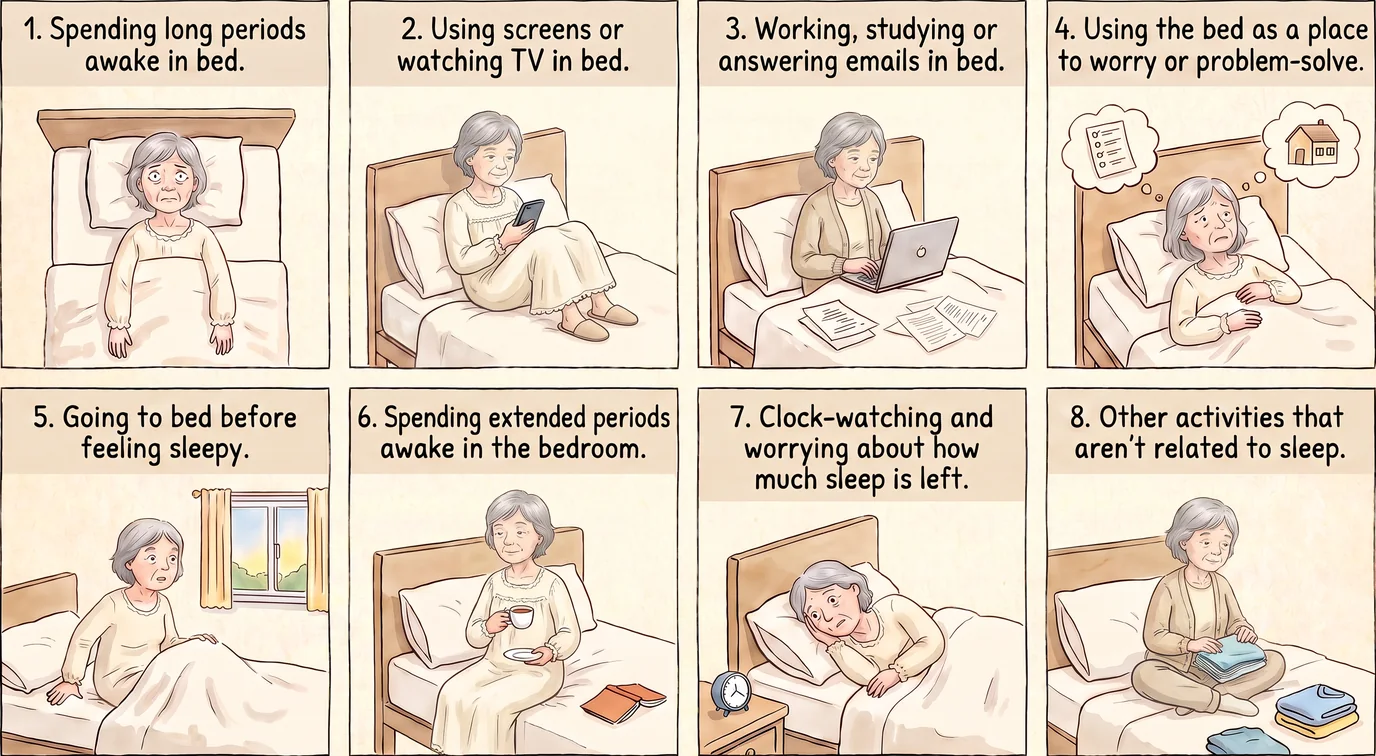 1. Spending long periods
awake in bed.
2. Using screens or
watching TV in bed.
3. Working, studying or
answering emails in bed.
4. Using the bed as a place
to worry or problem-solve.
5. Going to bed before
feeling sleepy.
6. Spending extended periods
awake in the bedroom.
7. Clock-watching and
worrying about how
much sleep is left.
8. Other activities that
aren't related to sleep.